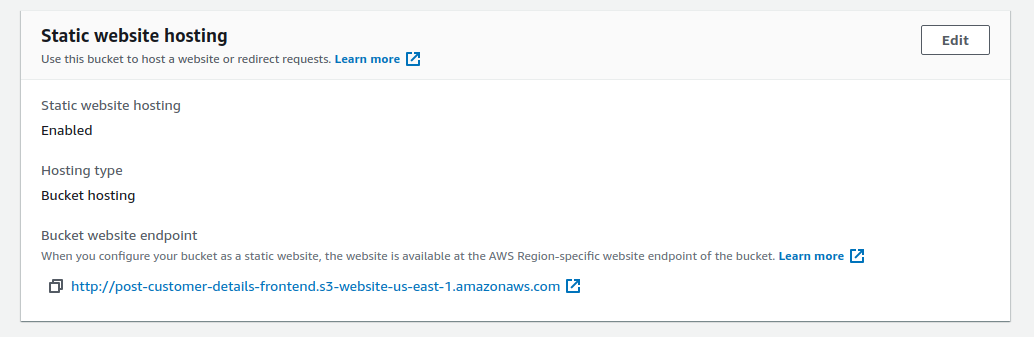 Static website hosting
Edit
Use this bucket to host a website or redirect requests. Learn more
Static website hosting
Enabled
Hosting type
Bucket hosting
Bucket website endpoint
When you configure your bucket as a static website, the website is available at the AWS Region-specific website endpoint of the bucket. Learn more
http://post-customer-details-frontend.s3-website-us-east-1.amazonaws.com